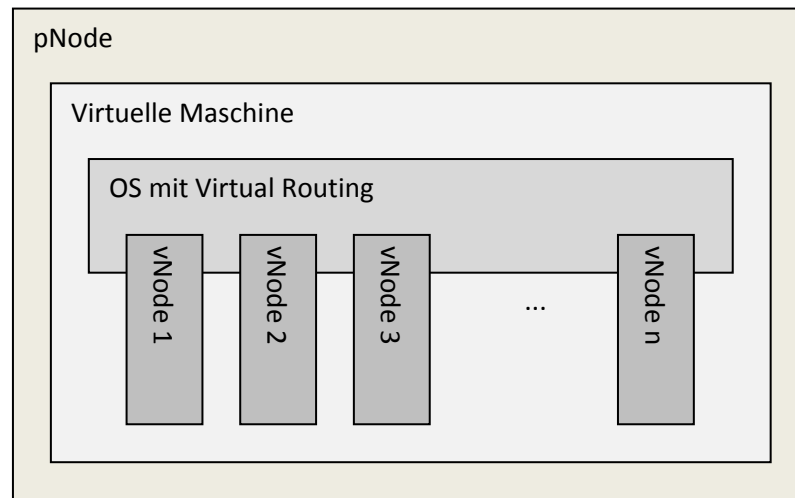 pNode
Virtuelle Maschine
OS mit Virtual Routing
vNode 1
vNode 2
vNode 3
...
vNode n